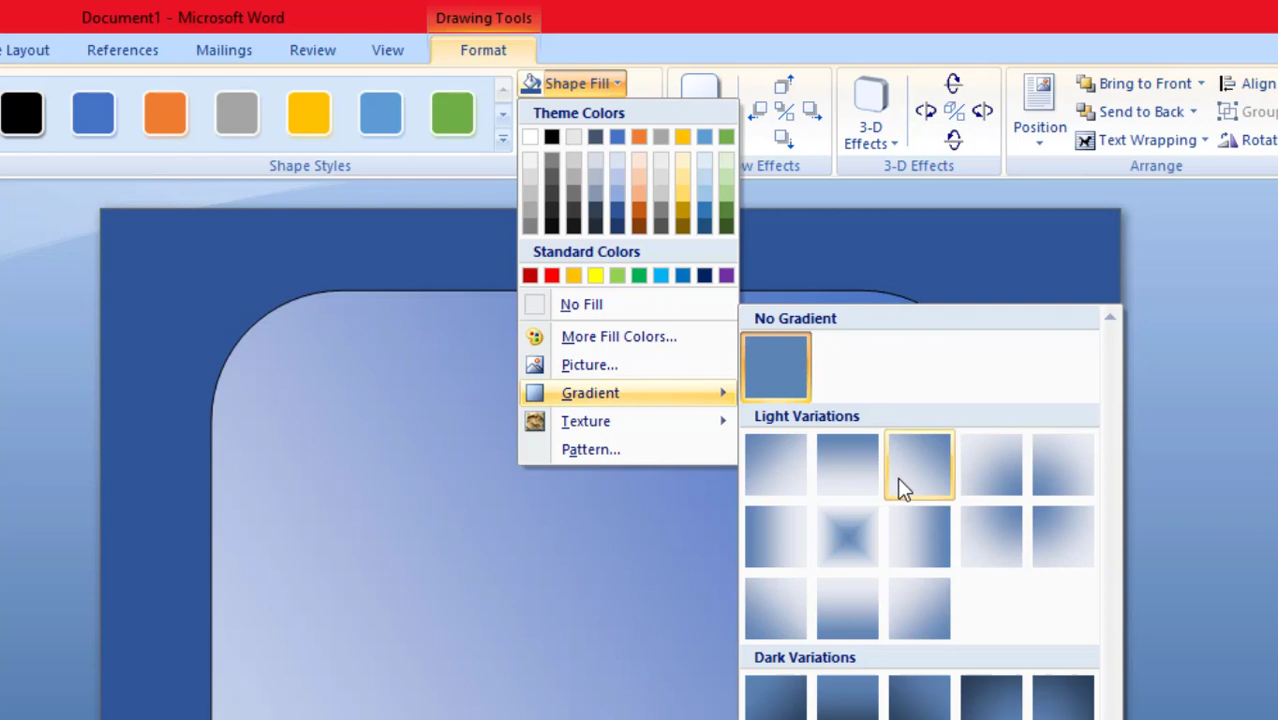 Document1 - Microsoft Word
Drawing Tools
e Layout
References
Mailings
Review
View
Format
Shape Fill
Bring to Front
Align
Send to Back
Group
3-D
Effects
Position
Text Wrapping
Rotat
Shape Styles
w Effects
3-D Effects
Arrange
Theme Colors
Standard Colors
No Fill
More Fill Colors...
Picture...
Gradient
Texture
Pattern...
No Gradient
Light Variations
Dark Variations